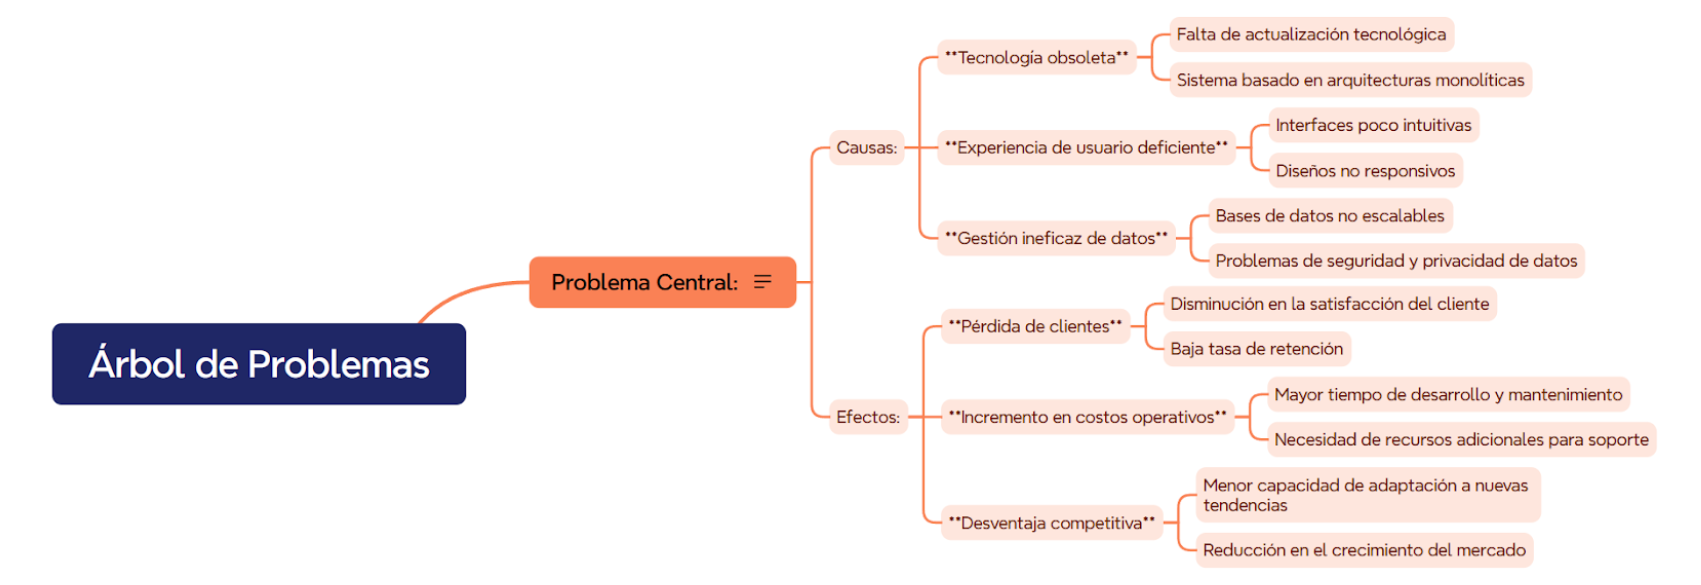 Árbol de Problemas
Problema Central:
Causas:
**Tecnología obsoleta**
Falta de actualización tecnológica
Sistema basado en arquitecturas monolíticas
**Experiencia de usuario deficiente**
Interfaces poco intuitivas
Diseños no responsivos
**Gestión ineficaz de datos**
Bases de datos no escalables
Problemas de seguridad y privacidad de datos
Efectos:
**Pérdida de clientes**
Disminución en la satisfacción del cliente
Baja tasa de retención
**Incremento en costos operativos**
Mayor tiempo de desarrollo y mantenimiento
Necesidad de recursos adicionales para soporte
**Desventaja competitiva**
Menor capacidad de adaptación a nuevas
tendencias
Reducción en el crecimiento del mercado